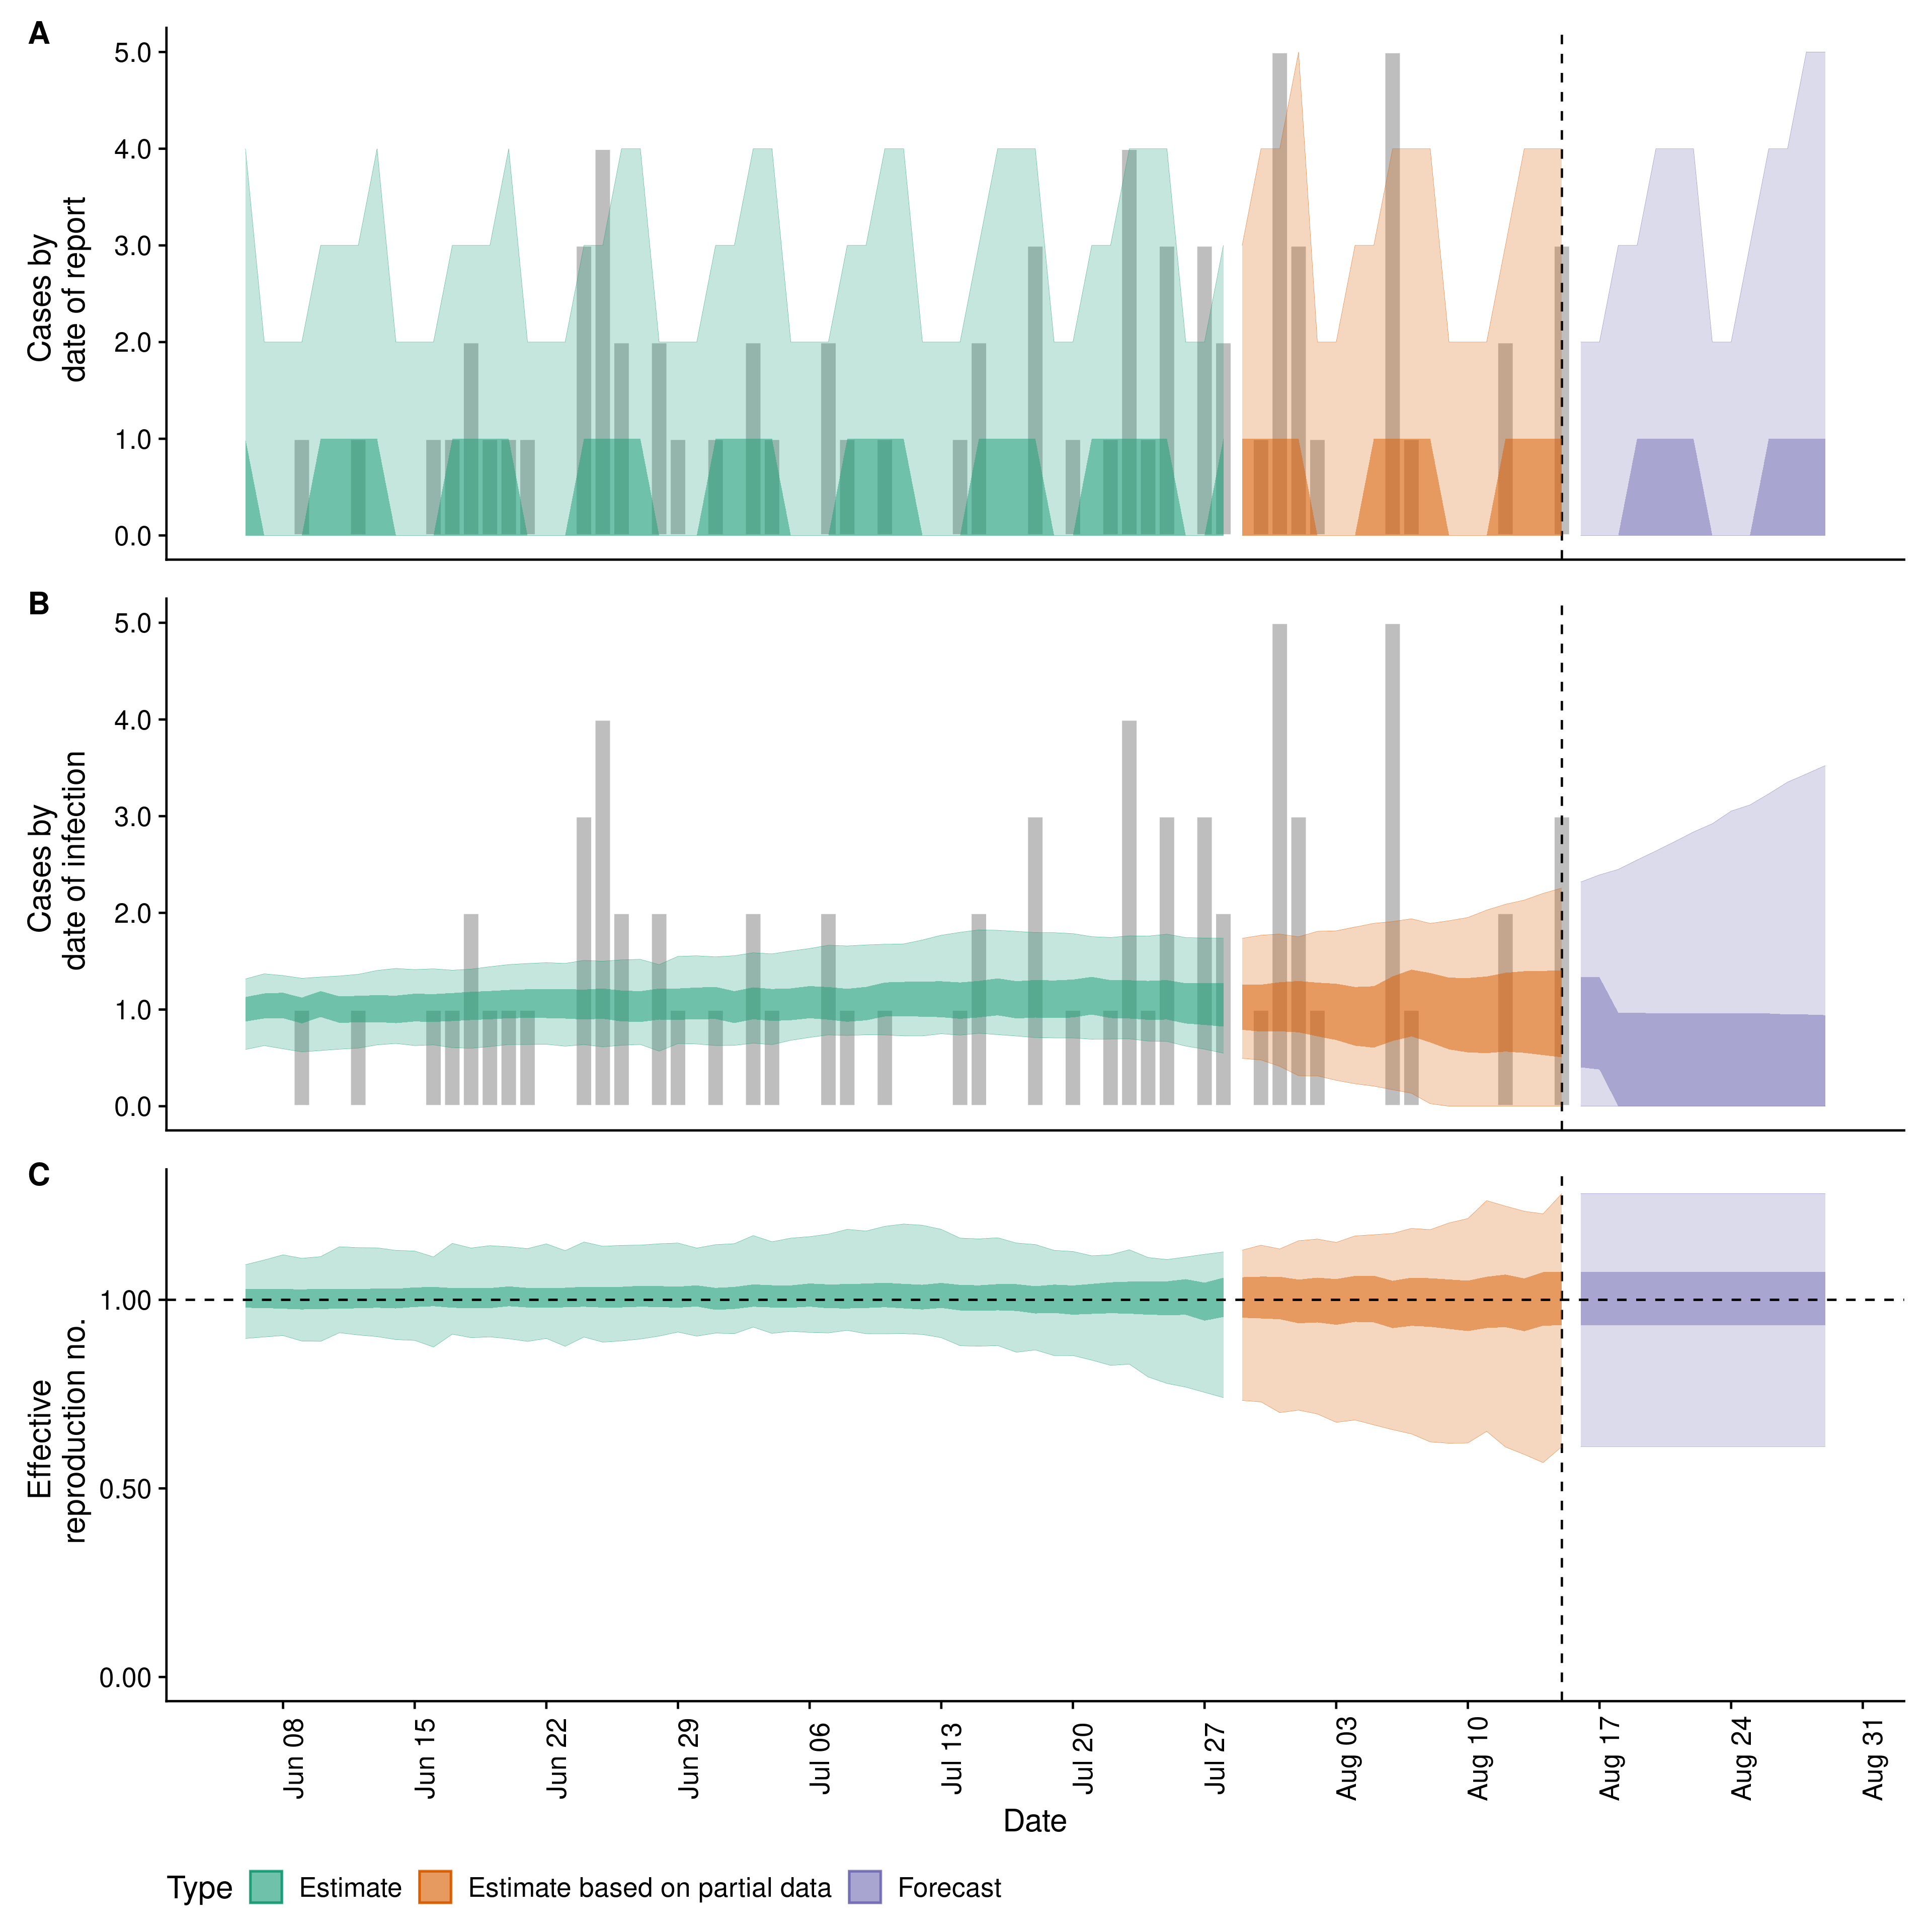 A
5.0
4.0
3.0
2.0
1.0
0.0
Cases by
date of report
B
5.0
4.0
3.0
2.0
1.0
0.0
Cases by
date of infection
C
1.00
0.50
0.00
Effective
reproduction no.
Jun 08
Jun 15
Jun 22
Jun 29
Jul 06
Jul 13
Jul 20
Jul 27
Aug 03
Aug 10
Aug 17
Aug 24
Aug 31
Date
Type Estimate Estimate based on partial data Forecast